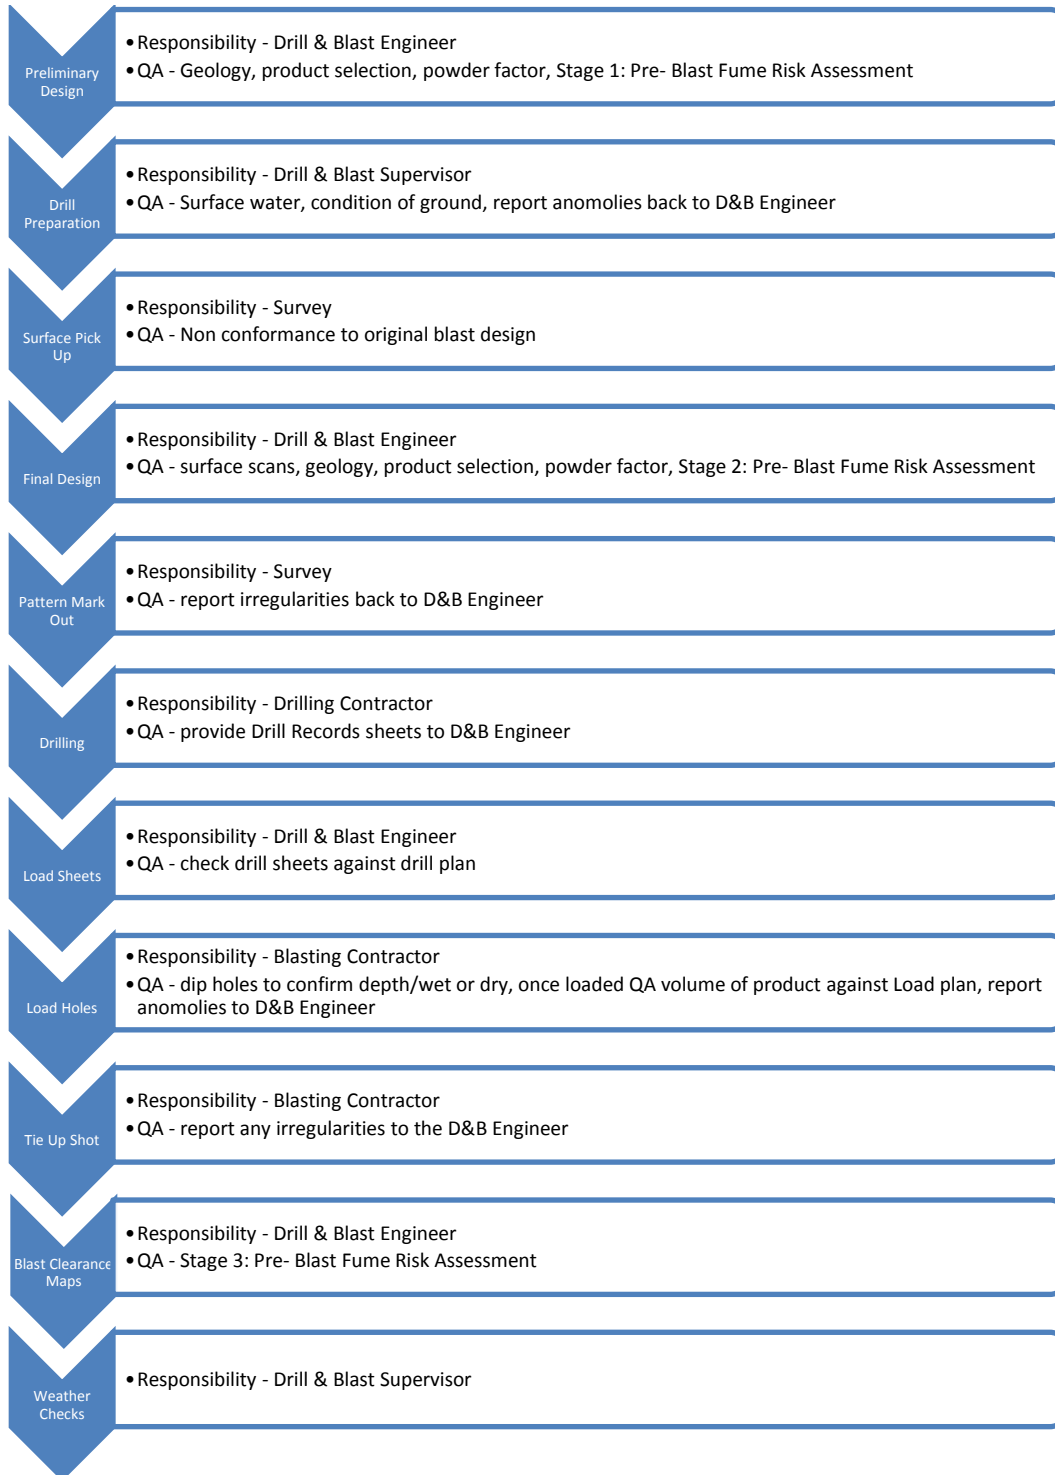 Preliminary
Design
•Responsibility - Drill & Blast Engineer
•QA - Geology, product selection, powder factor, Stage 1: Pre- Blast Fume Risk Assessment
Drill
Preparation
•Responsibility - Drill & Blast Supervisor
•QA - Surface water, condition of ground, report anomolies back to D&B Engineer
Surface Pick
Up
•Responsibility - Survey
•QA - Non conformance to original blast design
Final Design
•Responsibility - Drill & Blast Engineer
•QA - surface scans, geology, product selection, powder factor, Stage 2: Pre- Blast Fume Risk Assessment
Pattern Mark
Out
•Responsibility - Survey
•QA - report irregularities back to D&B Engineer
Drilling
•Responsibility - Drilling Contractor
•QA - provide Drill Records sheets to D&B Engineer
Load Sheets
•Responsibility - Drill & Blast Engineer
•QA - check drill sheets against drill plan
Load Holes
•Responsibility - Blasting Contractor
•QA - dip holes to confirm depth/wet or dry, once loaded QA volume of product against Load plan, report
anomolies to D&B Engineer
Tie Up Shot
•Responsibility - Blasting Contractor
•QA - report any irregularities to the D&B Engineer
Blast Clearance
Maps
•Responsibility - Drill & Blast Engineer
•QA - Stage 3: Pre- Blast Fume Risk Assessment
Weather
Checks
•Responsibility - Drill & Blast Supervisor